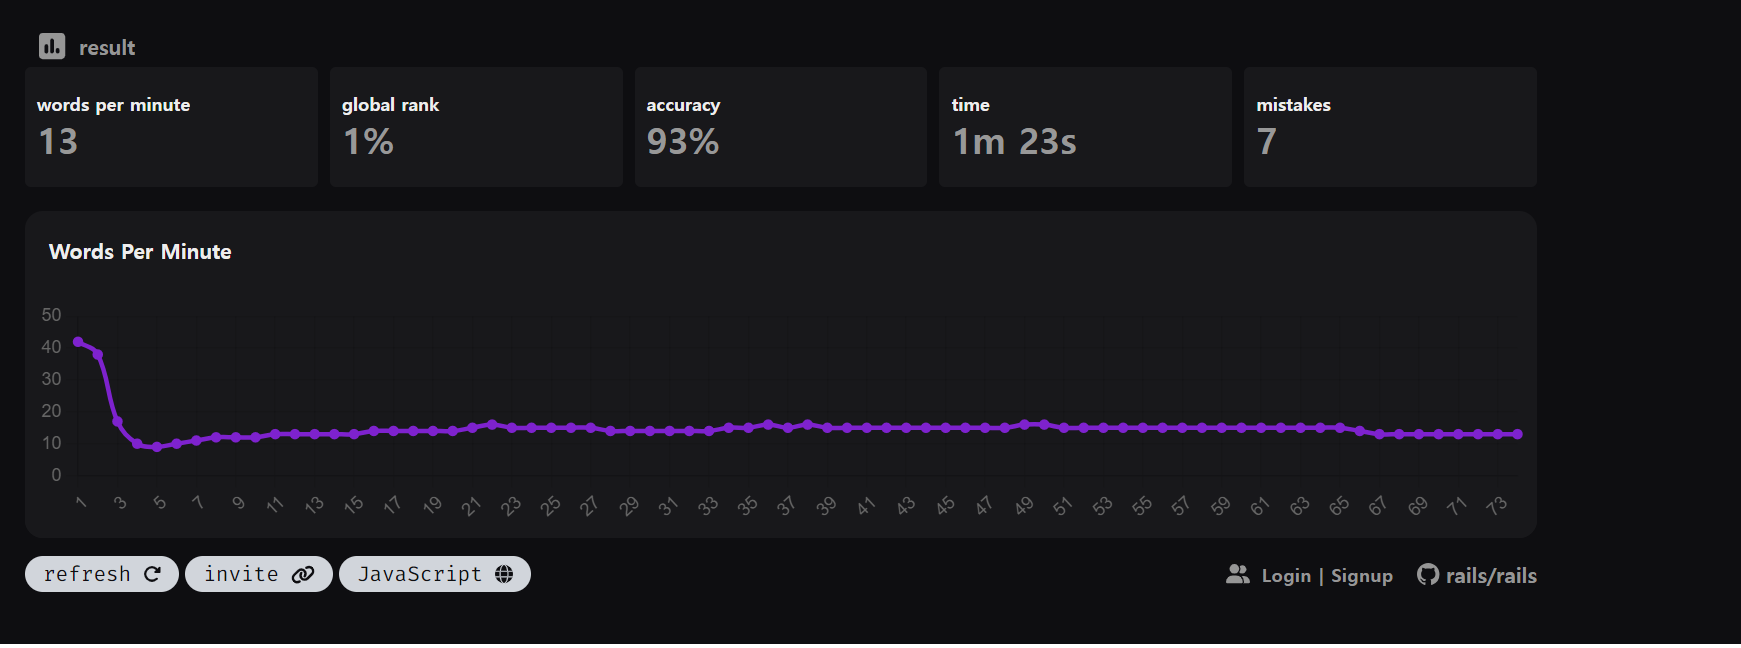 result
words per minute
13
global rank
1%
accuracy
93%
time
1m 23s
mistakes
7
Words Per Minute
50
40
30
20
10
0
1 3 5 7 9 11 13 15 17 19 21 23 25 27 29 31 33 35 37 39 41 43 45 47 49 51 53 55 57 59 61 63 65 67 69 71 73
refresh invite JavaScript Login | Signup rails/rails